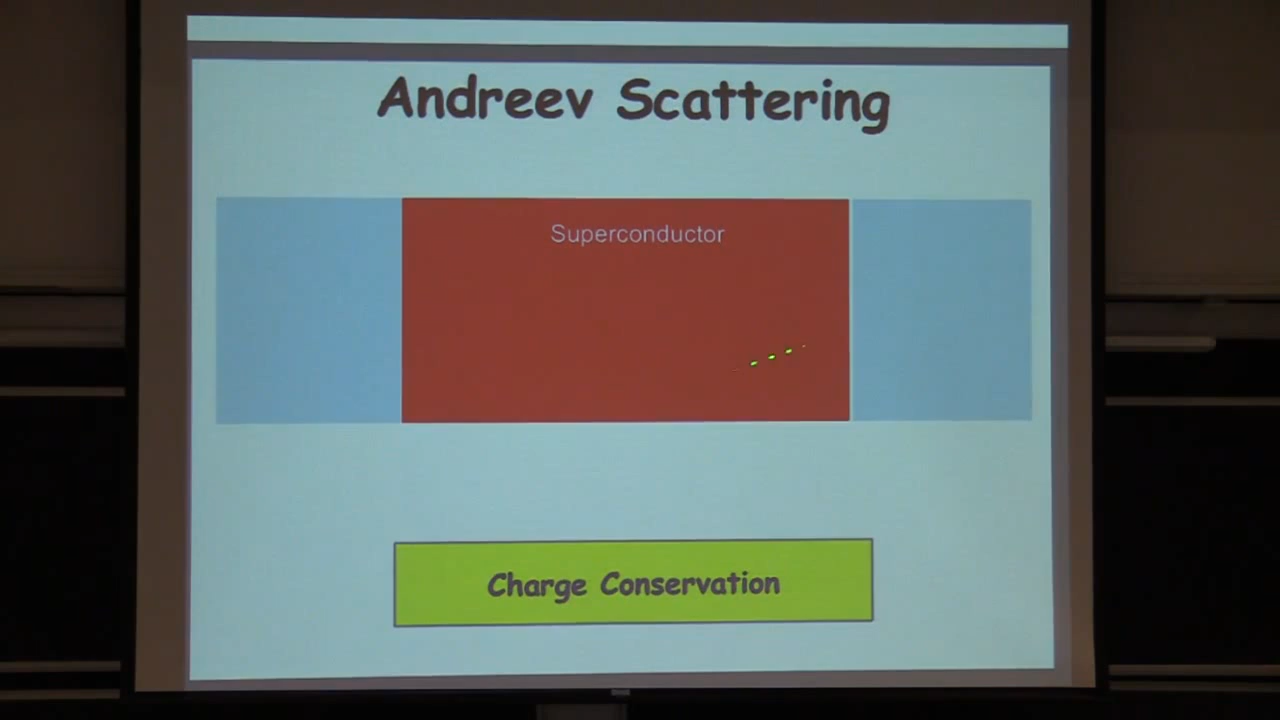 Andreev Scattering
Superconductor
Charge Conservation